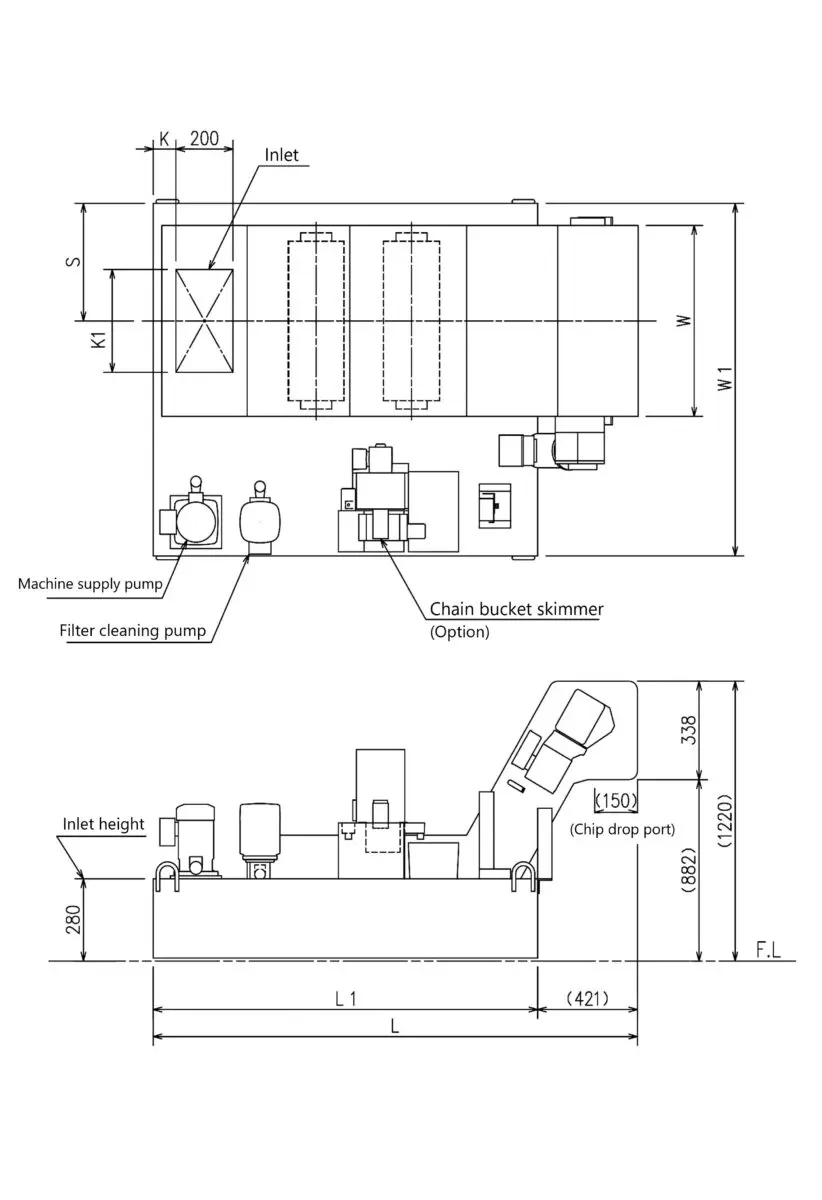 K 200
Inlet
S
K1
W
W1
Machine supply pump
Filter cleaning pump
Chain bucket skimmer
(Option)
338
(150)
(Chip drop port)
(1220)
(882)
Inlet height
280
F.L
L1
(421)
L